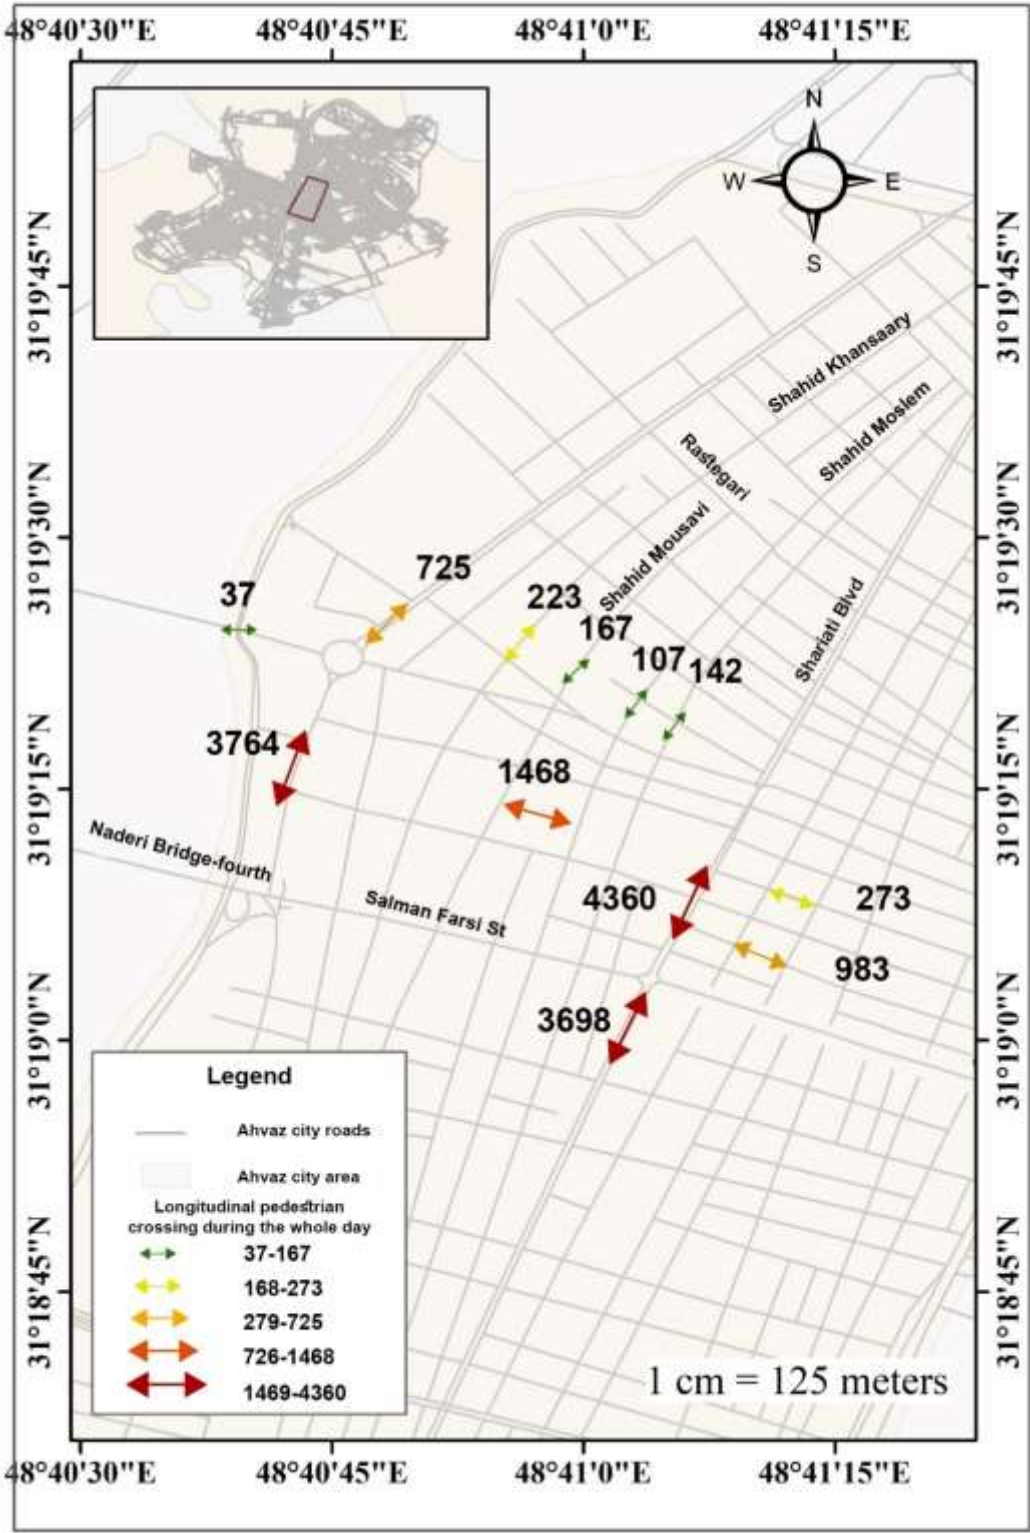 48°40'30"E 48°40'45"E 48°41'0"E 48°41'15"E
N
W E
S
31°19'45"N 31°19'45"N
Shahid Khansaary
Shahid Moslem
Rastegari
31°19'30"N 31°19'30"N
Shahid Mousavi
725
37
223
167
Shariati Blvd
107
142
3764
1468
31°19'15"N 31°19'15"N
Naderi Bridge-fourth
Salman Farsi St
4360
273
983
3698
31°19'0"N 31°19'0"N
Legend
Ahvaz city roads
Ahvaz city area
Longitudinal pedestrian
crossing during the whole day
37-167
168-273
279-725
726-1468
1469-4360
31°18'45"N 31°18'45"N
1 cm = 125 meters
48°40'30"E 48°40'45"E 48°41'0"E 48°41'15"E